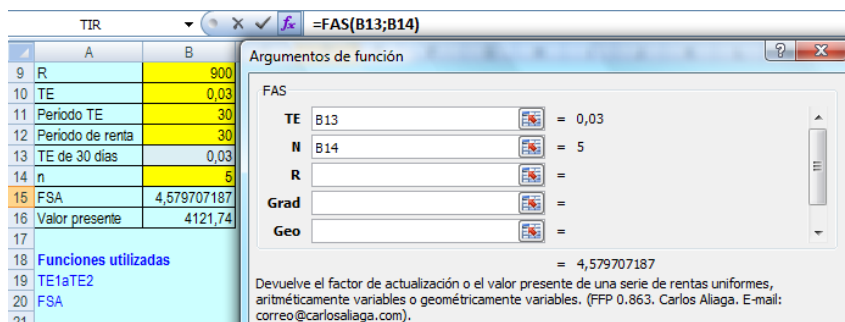 TIR =FAS(B13;B14)
A B
9 R 900
10 TE 0,03
11 Periodo TE 30
12 Periodo de renta 30
13 TE de 30 dias 0,03
14 n 5
15 FSA 4,579707187
16 Valor presente 4121,74
17
18 Funciones utilizadas
19 TE1aTE2
20 FSA
21
Argumentos de función
FAS
TE B13 = 0,03
N B14 = 5
R =
Grad =
Geo =
= 4,579707187
Devuelve el factor de actualización o el valor presente de una serie de rentas uniformes,
aritméticamente variables o geométricamente variables. (FFP 0.863. Carlos Aliaga. E-mail:
correo@carlosaliaga.com).